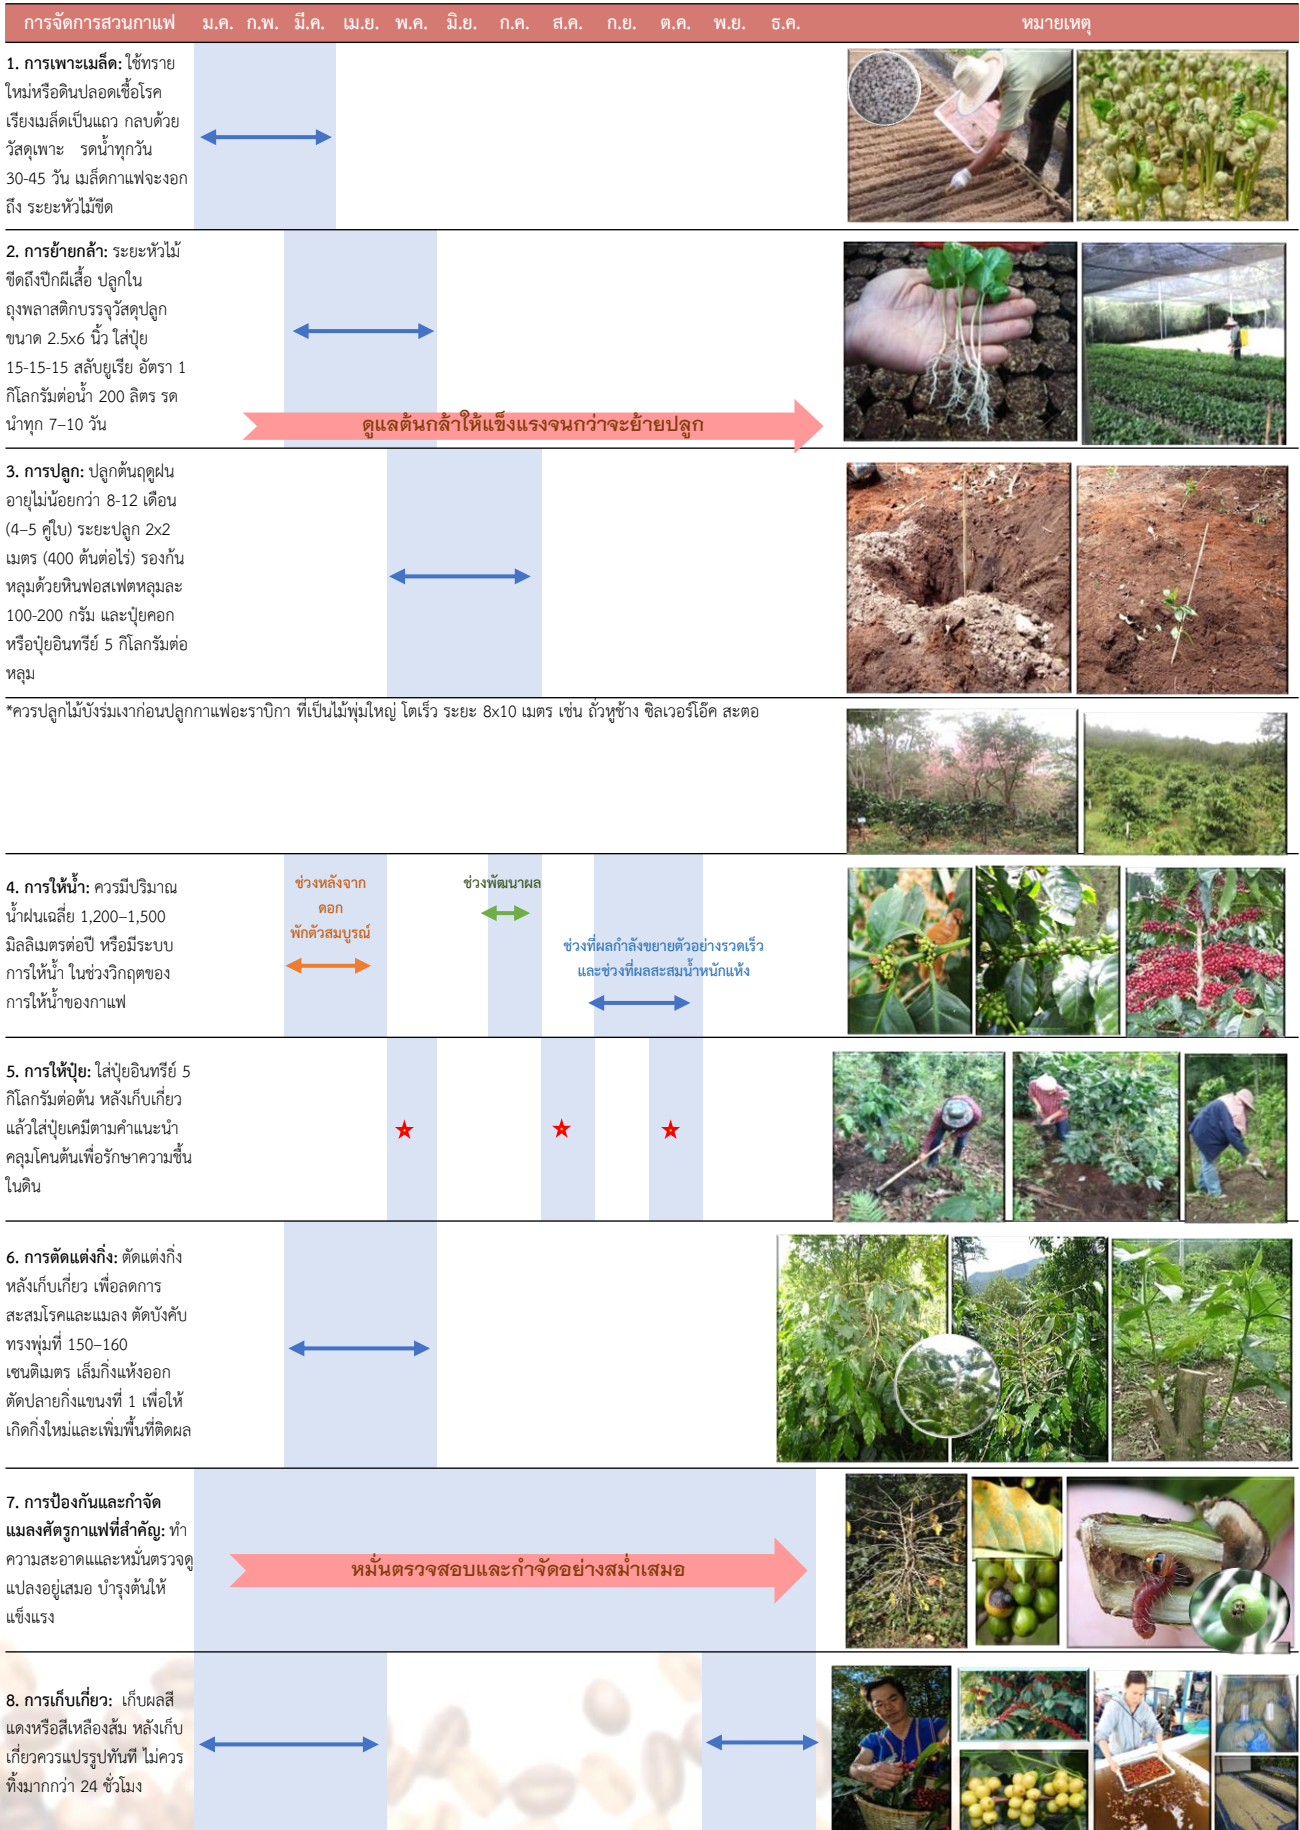 การจัดการสวนกาแฟ ม.ค. ก.พ. มี.ค. เม.ย. พ.ค. มิ.ย. ก.ค. ส.ค. ก.ย. ต.ค. พ.ย. ธ.ค. หมายเหตุ
1. การเพาะเมล็ด: ใช้ทราย
ใหม่หรือดินปลอดเชื้อโรค
เรียงเมล็ดเป็นแถว กลบด้วย
วัสดุเพาะ รดน้ำทุกวัน
30-45 วัน เมล็ดกาแฟจะงอก
ถึง ระยะหัวไม้ขีด
2. การย้ายกล้า: ระยะหัวไม้
ขีดถึงปีกผีเสื้อ ปลูกใน
ถุงพลาสติกบรรจุวัสดุปลูก
ขนาด 2.5x6 นิ้ว ใส่ปุ๋ย
15-15-15 สลับยูเรีย อัตรา 1
กิโลกรัมต่อน้ำ 200 ลิตร รด
นำทุก 7–10 วัน
ดูแลต้นกล้าให้แข็งแรงจนกว่าจะย้ายปลูก
3. การปลูก: ปลูกต้นฤดูฝน
อายุไม่น้อยกว่า 8-12 เดือน
(4–5 คู่ใบ) ระยะปลูก 2x2
เมตร (400 ต้นต่อไร่) รองก้น
หลุมด้วยหินฟอสเฟตหลุมละ
100-200 กรัม และปุ๋ยคอก
หรือปุ๋ยอินทรีย์ 5 กิโลกรัมต่อ
หลุม
*ควรปลูกไม้บังร่มเงาก่อนปลูกกาแฟอะราบิกา ที่เป็นไม้พุ่มใหญ่ โตเร็ว ระยะ 8x10 เมตร เช่น ถั่วหูช้าง ซิลเวอร์โอ๊ค สะตอ
4. การให้น้ำ: ควรมีปริมาณ
น้ำฝนเฉลี่ย 1,200–1,500
มิลลิเมตรต่อปี หรือมีระบบ
การให้น้ำ ในช่วงวิกฤตของ
การให้น้ำของกาแฟ
ช่วงหลังจาก
ดอก
พักตัวสมบูรณ์
ช่วงพัฒนาผล
ช่วงที่ผลกำลังขยายตัวอย่างรวดเร็ว
และช่วงที่ผลสะสมน้ำหนักแห้ง
5. การให้ปุ๋ย: ใส่ปุ๋ยอินทรีย์ 5
กิโลกรัมต่อต้น หลังเก็บเกี่ยว
แล้วใส่ปุ๋ยเคมีตามคำแนะนำ
คลุมโคนต้นเพื่อรักษาความชื้น
ในดิน
6. การตัดแต่งกิ่ง: ตัดแต่งกิ่ง
หลังเก็บเกี่ยว เพื่อลดการ
สะสมโรคและแมลง ตัดบังคับ
ทรงพุ่มที่ 150–160
เซนติเมตร เล็มกิ่งแห้งออก
ตัดปลายกิ่งแขนงที่ 1 เพื่อให้
เกิดกิ่งใหม่และเพิ่มพื้นที่ติดผล
7. การป้องกันและกำจัด
แมลงศัตรูกาแฟที่สำคัญ: ทำ
ความสะอาดแและหมั่นตรวจดู
แปลงอยู่เสมอ บำรุงต้นให้
แข็งแรง
หมั่นตรวจสอบและกำจัดอย่างสม่ำเสมอ
8. การเก็บเกี่ยว: เก็บผลสี
แดงหรือสีเหลืองส้ม หลังเก็บ
เกี่ยวควรแปรรูปทันที ไม่ควร
ทิ้งมากกว่า 24 ชั่วโมง